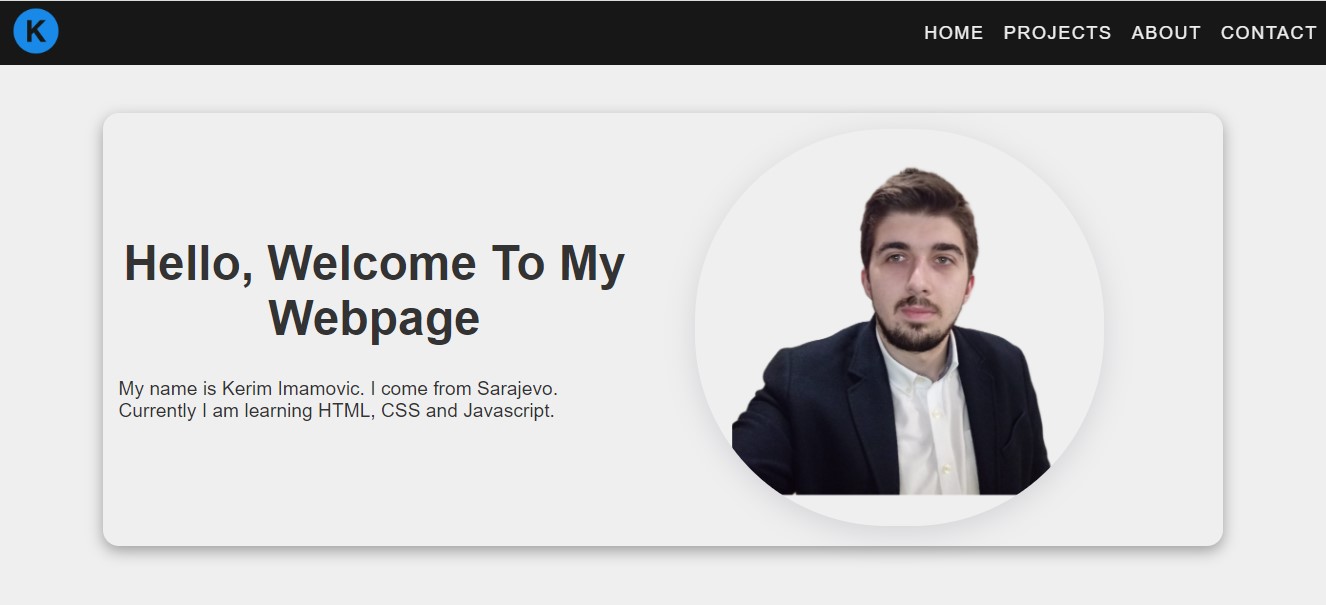 K
HOME PROJECTS ABOUT CONTACT
Hello, Welcome To My
Webpage
My name is Kerim Imamovic. I come from Sarajevo.
Currently I am learning HTML, CSS and Javascript.